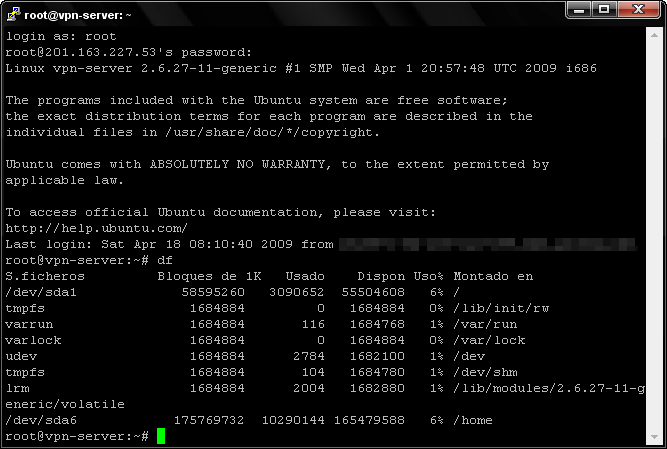 root@vpn-server: ~
login as: root
root@201.163.227.53's password:
Linux vpn-server 2.6.27-11-generic #1 SMP Wed Apr 1 20:57:48 UTC 2009 i686
The programs included with the Ubuntu system are free software;
the exact distribution terms for each program are described in the
individual files in /usr/share/doc/*/copyright.
Ubuntu comes with ABSOLUTELY NO WARRANTY, to the extent permitted by
applicable law.
To access official Ubuntu documentation, please visit:
http://help.ubuntu.com/
Last login: Sat Apr 18 08:10:40 2009 from
root@vpn-server:~# df
S.ficheros Bloques de 1K Usado Dispon Uso% Montado en
/dev/sda1 58595260 3090652 55504608 6% /
tmpfs 1684884 0 1684884 0% /lib/init/rw
varrun 1684884 116 1684768 1% /var/run
varlock 1684884 0 1684884 0% /var/lock
udev 1684884 2784 1682100 1% /dev
tmpfs 1684884 104 1684780 1% /dev/shm
lrm 1684884 2004 1682880 1% /lib/modules/2.6.27-11-g
eneric/volatile
/dev/sda6 175769732 10290144 165479588 6% /home
root@vpn-server:~#